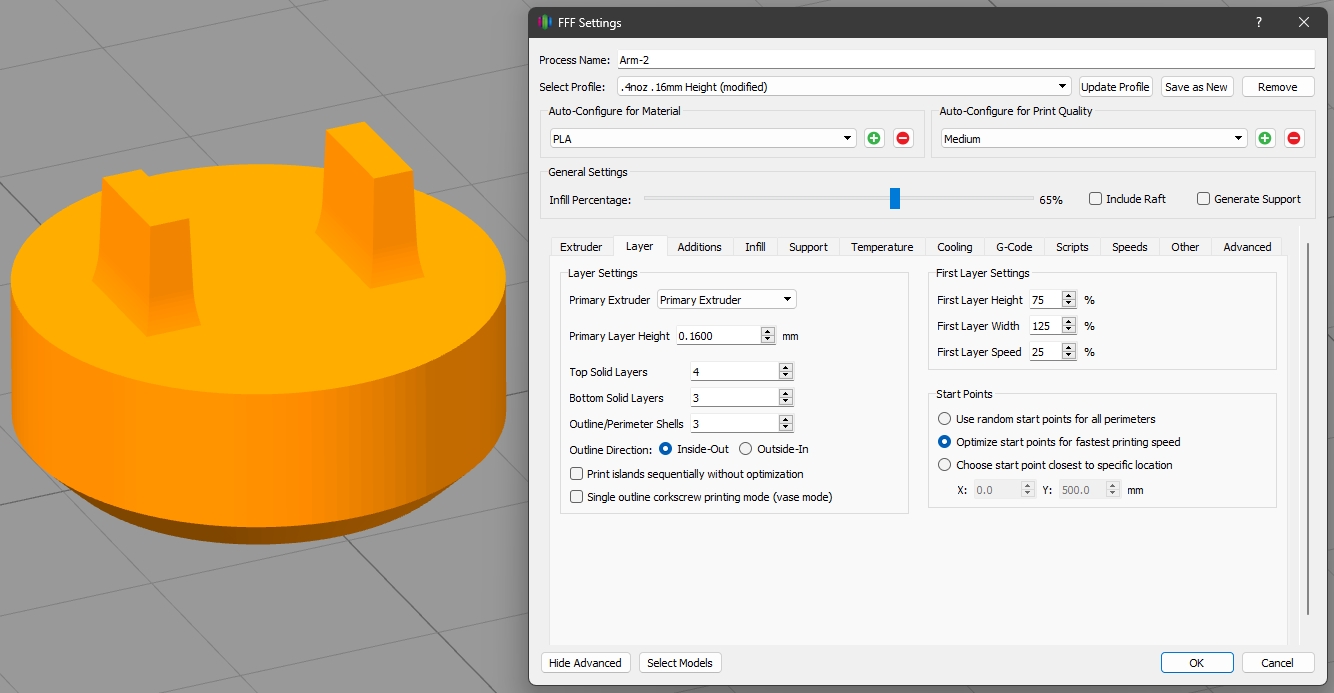 FFF Settings ? ×
Process Name: Arm-2
Select Profile: .4noz .16mm Height (modified) Update Profile Save as New Remove
Auto-Configure for Material Auto-Configure for Print Quality
PLA Medium
General Settings
Infill Percentage: 65% Include Raft Generate Support
Extruder Layer Additions Infill Support Temperature Cooling G-Code Scripts Speeds Other Advanced
Layer Settings
Primary Extruder Primary Extruder
Primary Layer Height 0.1600 mm
Top Solid Layers 4
Bottom Solid Layers 3
Outline/Perimeter Shells 3
Outline Direction: Inside-Out Outside-In
Print islands sequentially without optimization
Single outline corkscrew printing mode (vase mode)
First Layer Settings
First Layer Height 75 %
First Layer Width 125 %
First Layer Speed 25 %
Start Points
Use random start points for all perimeters
Optimize start points for fastest printing speed
Choose start point closest to specific location
X: 0.0 Y: 500.0 mm
Hide Advanced Select Models OK Cancel